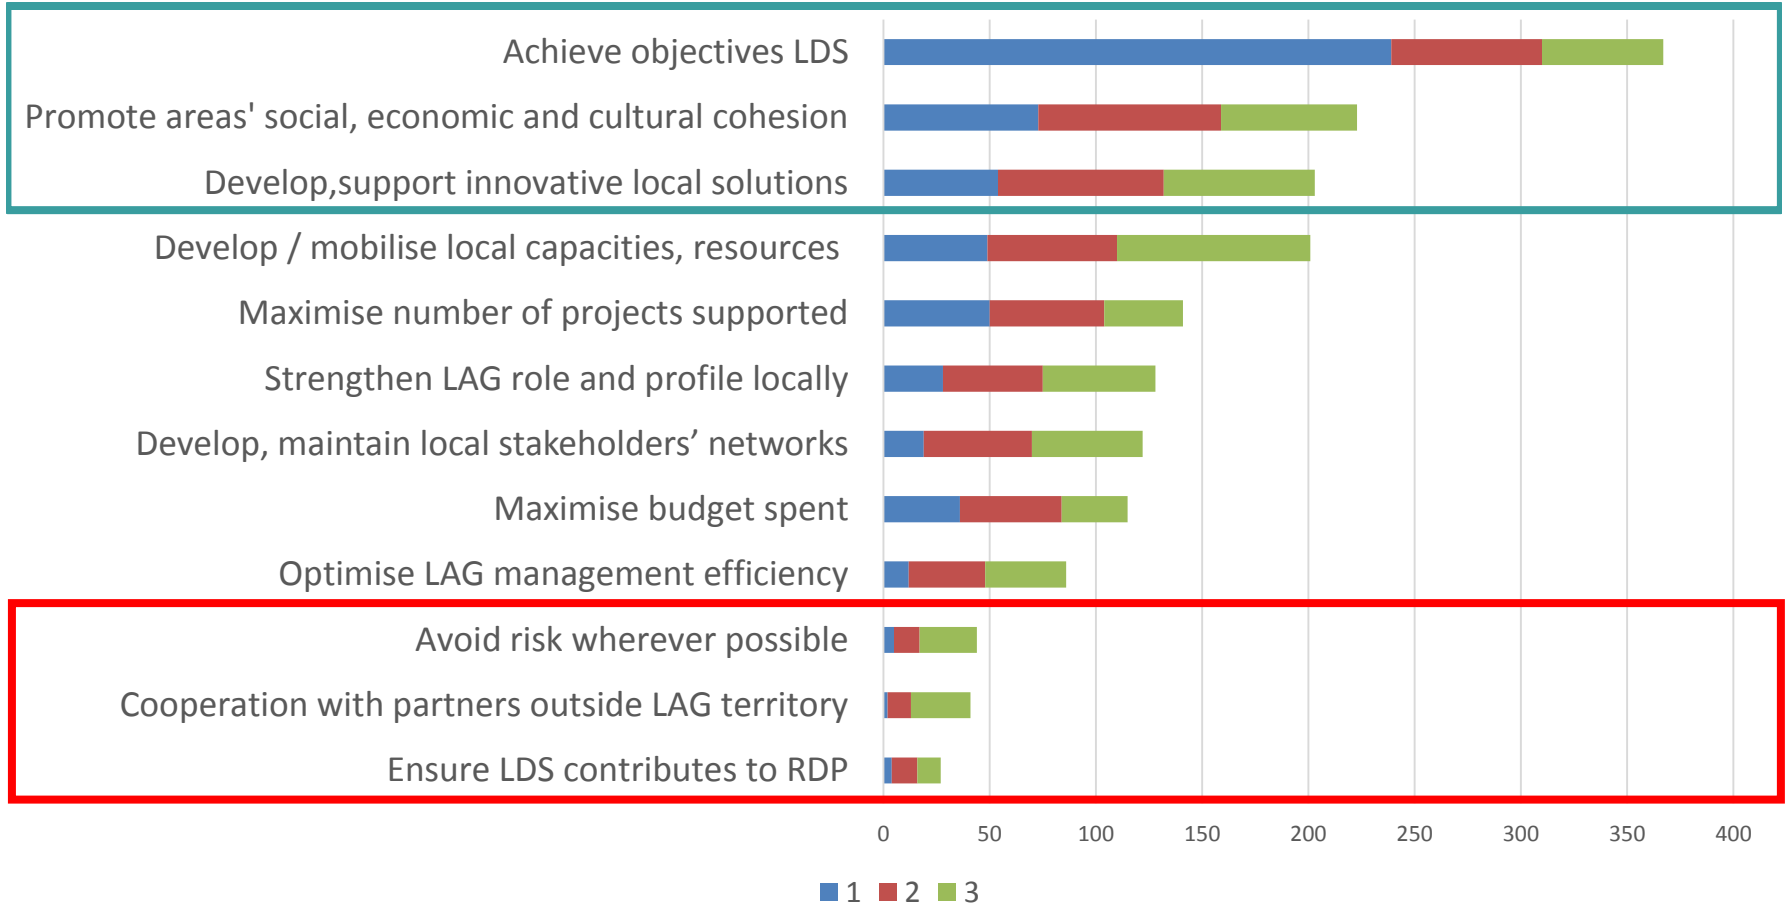 Achieve objectives LDS
Promote areas' social, economic and cultural cohesion
Develop,support innovative local solutions
Develop / mobilise local capacities, resources
Maximise number of projects supported
Strengthen LAG role and profile locally
Develop, maintain local stakeholders’ networks
Maximise budget spent
Optimise LAG management efficiency
Avoid risk wherever possible
Cooperation with partners outside LAG territory
Ensure LDS contributes to RDP
0 50 100 150 200 250 300 350 400
1 2 3